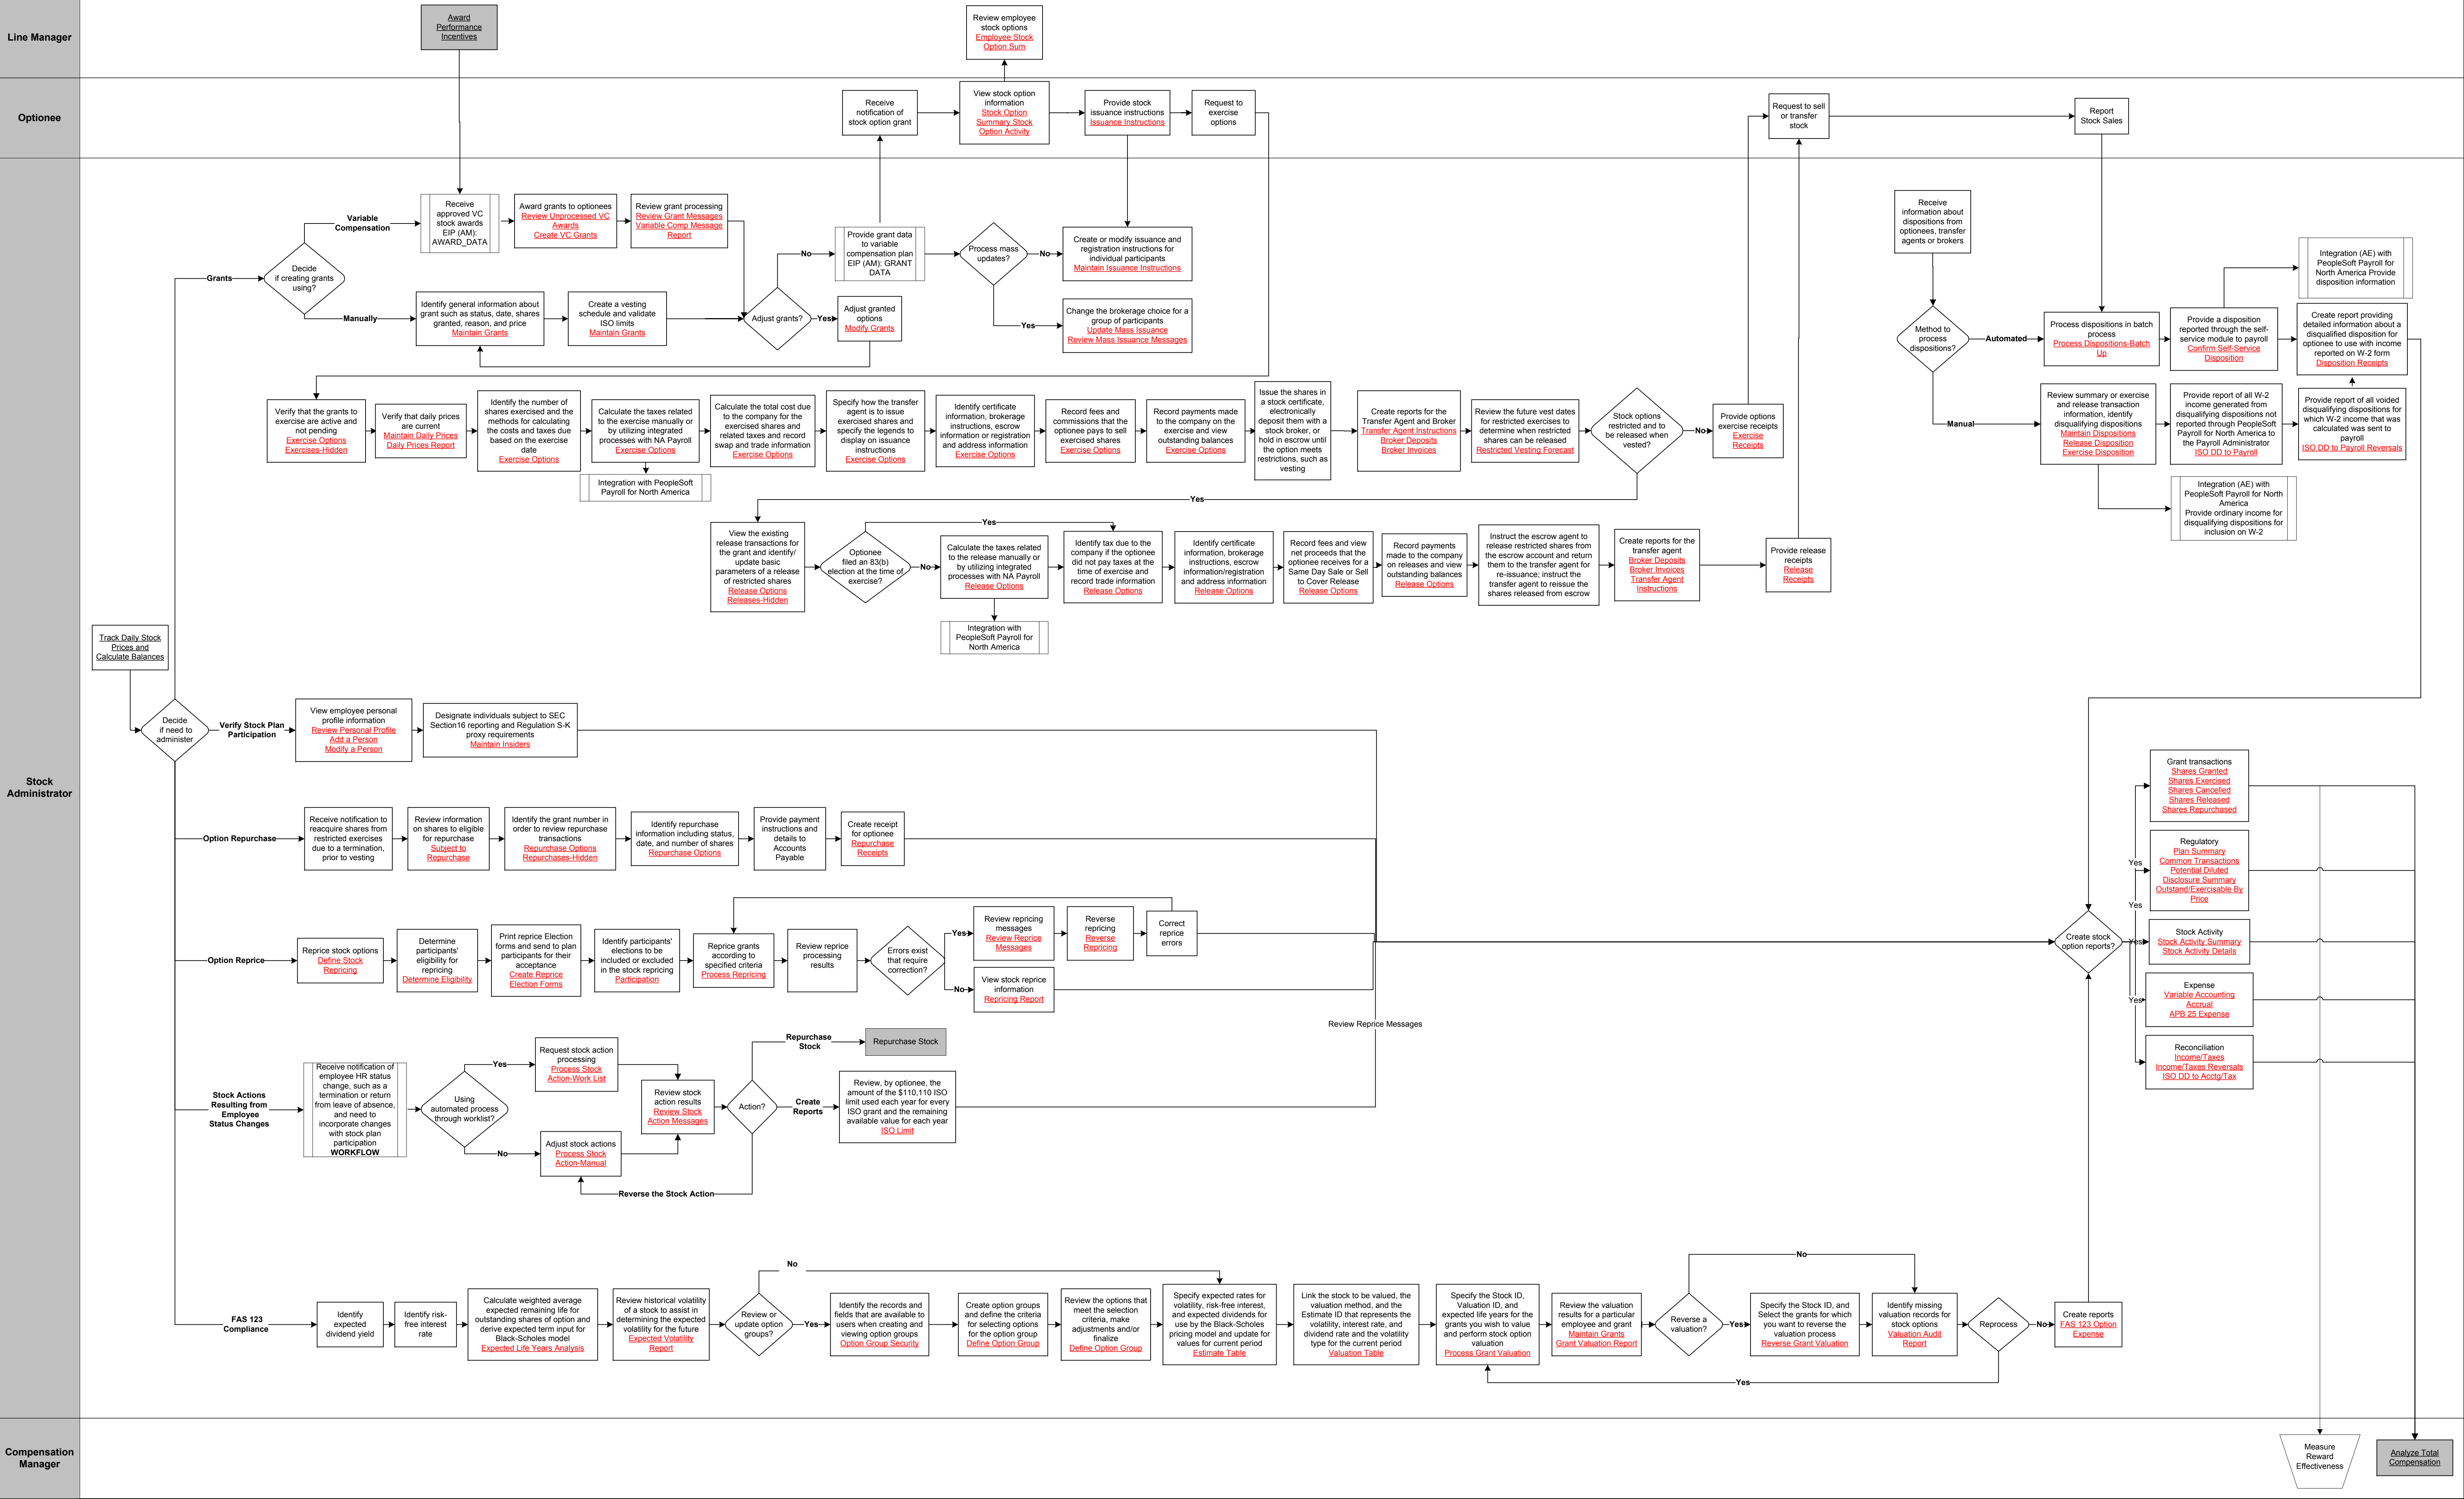 Line Manager
Award
Performance
Incentives
Review employee
stock options
Employee Stock
Option Sum
Optionee
Receive
notification of
stock option grant
View stock option
information
Stock Option
Summary Stock
Option Activity
Provide stock
issuance instructions
Issuance Instructions
Request to
exercise
options
Request to sell
or transfer
stock
Report
Stock Sales
Stock
Administrator
Grants
Decide
if creating grants
using?
Variable
Compensation
Receive
approved VC
stock awards
EIP (AM):
AWARD_DATA
Award grants to optionees
Review Unprocessed VC
Awards
Create VC Grants
Review grant processing
Review Grant Messages
Variable Comp Message
Report
Manually
Identify general information about
grant such as status, date, shares
granted, reason, and price
Maintain Grants
Create a vesting
schedule and validate
ISO limits
Maintain Grants
Adjust grants?
No
Yes
Adjust granted
options
Modify Grants
Provide grant data
to variable
compensation plan
EIP (AM): GRANT
DATA
Process mass
updates?
No
Create or modify issuance and
registration instructions for
individual participants
Maintain Issuance Instructions
Yes
Change the brokerage choice for a
group of participants
Update Mass Issuance
Review Mass Issuance Messages
Receive
information about
dispositions from
optionees, transfer
agents or brokers
Method to
process
dispositions?
Automated
Process dispositions in batch
process
Process Dispositions-Batch
Up
Provide a disposition
reported through the self-
service module to payroll
Confirm Self-Service
Disposition
Integration (AE) with
PeopleSoft Payroll for
North America Provide
disposition information
Create report providing
detailed information about a
disqualified disposition for
optionee to use with income
reported on W-2 form
Disposition Receipts
Manual
Review summary or exercise
and release transaction
information, identify
disqualifying dispositions
Maintain Dispositions
Release Disposition
Exercise Disposition
Provide report of all W-2
income generated from
disqualifying dispositions not
reported through PeopleSoft
Payroll for North America to
the Payroll Administrator
ISO DD to Payroll
Provide report of all voided
disqualifying dispositions for
which W-2 income that was
calculated was sent to
payroll
ISO DD to Payroll Reversals
Integration (AE) with
PeopleSoft Payroll for North
America
Provide ordinary income for
disqualifying dispositions for
inclusion on W-2
Verify that the grants to
exercise are active and
not pending
Exercise Options
Exercises-Hidden
Verify that daily prices
are current
Maintain Daily Prices
Daily Prices Report
Identify the number of
shares exercised and the
methods for calculating
the costs and taxes due
based on the exercise
date
Exercise Options
Calculate the taxes related
to the exercise manually or
by utilizing integrated
processes with NA Payroll
Exercise Options
Integration with PeopleSoft
Payroll for North America
Calculate the total cost due
to the company for the
exercised shares and
related taxes and record
swap and trade information
Exercise Options
Specify how the transfer
agent is to issue
exercised shares and
specify the legends to
display on issuance
instructions
Exercise Options
Identify certificate
information, brokerage
instructions, escrow
information or registration
and address information
Exercise Options
Record fees and
commissions that the
optionee pays to sell
exercised shares
Exercise Options
Record payments made
to the company on the
exercise and view
outstanding balances
Exercise Options
Issue the shares in
a stock certificate,
electronically
deposit them with a
stock broker, or
hold in escrow until
the option meets
restrictions, such as
vesting
Create reports for the
Transfer Agent and Broker
Transfer Agent Instructions
Broker Deposits
Broker Invoices
Review the future vest dates
for restricted exercises to
determine when restricted
shares can be released
Restricted Vesting Forecast
Stock options
restricted and to
be released when
vested?
No
Provide options
exercise receipts
Exercise
Receipts
Yes
View the existing
release transactions for
the grant and identify/
update basic
parameters of a release
of restricted shares
Release Options
Releases-Hidden
Optionee
filed an 83(b)
election at the time of
exercise?
Yes
No
Calculate the taxes related
to the release manually or
by utilizing integrated
processes with NA Payroll
Release Options
Integration with
PeopleSoft Payroll for
North America
Identify tax due to the
company if the optionee
did not pay taxes at the
time of exercise and
record trade information
Release Options
Identify certificate
information, brokerage
instructions, escrow
information/registration
and address information
Release Options
Record fees and view
net proceeds that the
optionee receives for a
Same Day Sale or Sell
to Cover Release
Release Options
Record payments
made to the company
on releases and view
outstanding balances
Release Options
Instruct the escrow agent to
release restricted shares from
the escrow account and return
them to the transfer agent for
re-issuance; instruct the
transfer agent to reissue the
shares released from escrow
Create reports for the
transfer agent
Broker Deposits
Broker Invoices
Transfer Agent
Instructions
Provide release
receipts
Release
Receipts
Track Daily Stock
Prices and
Calculate Balances
Decide
if need to
administer
Verify Stock Plan
Participation
View employee personal
profile information
Review Personal Profile
Add a Person
Modify a Person
Designate individuals subject to SEC
Section16 reporting and Regulation S-K
proxy requirements
Maintain Insiders
Option Repurchase
Receive notification to
reacquire shares from
restricted exercises
due to a termination,
prior to vesting
Review information
on shares to eligible
for repurchase
Subject to
Repurchase
Identify the grant number in
order to review repurchase
transactions
Repurchase Options
Repurchases-Hidden
Identify repurchase
information including status,
date, and number of shares
Repurchase Options
Provide payment
instructions and
details to
Accounts
Payable
Create receipt
for optionee
Repurchase
Receipts
Option Reprice
Reprice stock options
Define Stock
Repricing
Determine
participants'
eligibility for
repricing
Determine Eligibility
Print reprice Election
forms and send to plan
participants for their
acceptance
Create Reprice
Election Forms
Identify participants'
elections to be
included or excluded
in the stock repricing
Participation
Reprice grants
according to
specified criteria
Process Repricing
Review reprice
processing
results
Errors exist
that require
correction?
Yes
Review repricing
messages
Review Reprice
Messages
Reverse
repricing
Reverse
Repricing
Correct
reprice
errors
No
View stock reprice
information
Repricing Report
Review Reprice Messages
Stock Actions
Resulting from
Employee
Status Changes
Receive notification of
employee HR status
change, such as a
termination or return
from leave of absence,
and need to
incorporate changes
with stock plan
participation
WORKFLOW
Using
automated process
through worklist?
Yes
Request stock action
processing
Process Stock
Action-Work List
No
Adjust stock actions
Process Stock
Action-Manual
Review stock
action results
Review Stock
Action Messages
Action?
Repurchase
Stock
Repurchase Stock
Create
Reports
Review, by optionee, the
amount of the $110,110 ISO
limit used each year for every
ISO grant and the remaining
available value for each year
ISO Limit
Reverse the Stock Action
Create stock
option reports?
Yes
Yes
Yes
Yes
Grant transactions
Shares Granted
Shares Exercised
Shares Cancelled
Shares Released
Shares Repurchased
Regulatory
Plan Summary
Common Transactions
Potential Diluted
Disclosure Summary
Outstand/Exercisable By
Price
Stock Activity
Stock Activity Summary
Stock Activity Details
Expense
Variable Accounting
Accrual
APB 25 Expense
Reconciliation
Income/Taxes
Income/Taxes Reversals
ISO DD to Acctg/Tax
FAS 123
Compliance
Identify
expected
dividend yield
Identify risk-
free interest
rate
Calculate weighted average
expected remaining life for
outstanding shares of option and
derive expected term input for
Black-Scholes model
Expected Life Years Analysis
Review historical volatility
of a stock to assist in
determining the expected
volatility for the future
Expected Volatility
Report
Review or
update option
groups?
No
Yes
Identify the records and
fields that are available to
users when creating and
viewing option groups
Option Group Security
Create option groups
and define the criteria
for selecting options
for the option group
Define Option Group
Review the options that
meet the selection
criteria, make
adjustments and/or
finalize
Define Option Group
Specify expected rates for
volatility, risk-free interest,
and expected dividends for
use by the Black-Scholes
pricing model and update for
values for current period
Estimate Table
Link the stock to be valued, the
valuation method, and the
Estimate ID that represents the
volatility, interest rate, and
dividend rate and the volatility
type for the current period
Valuation Table
Specify the Stock ID,
Valuation ID, and
expected life years for the
grants you wish to value
and perform stock option
valuation
Process Grant Valuation
Review the valuation
results for a particular
employee and grant
Maintain Grants
Grant Valuation Report
Reverse a
valuation?
No
Yes
Specify the Stock ID, and
Select the grants for which
you want to reverse the
valuation process
Reverse Grant Valuation
Identify missing
valuation records for
stock options
Valuation Audit
Report
Reprocess
Yes
No
Create reports
FAS 123 Option
Expense
Compensation
Manager
Measure
Reward
Effectiveness
Analyze Total
Compensation